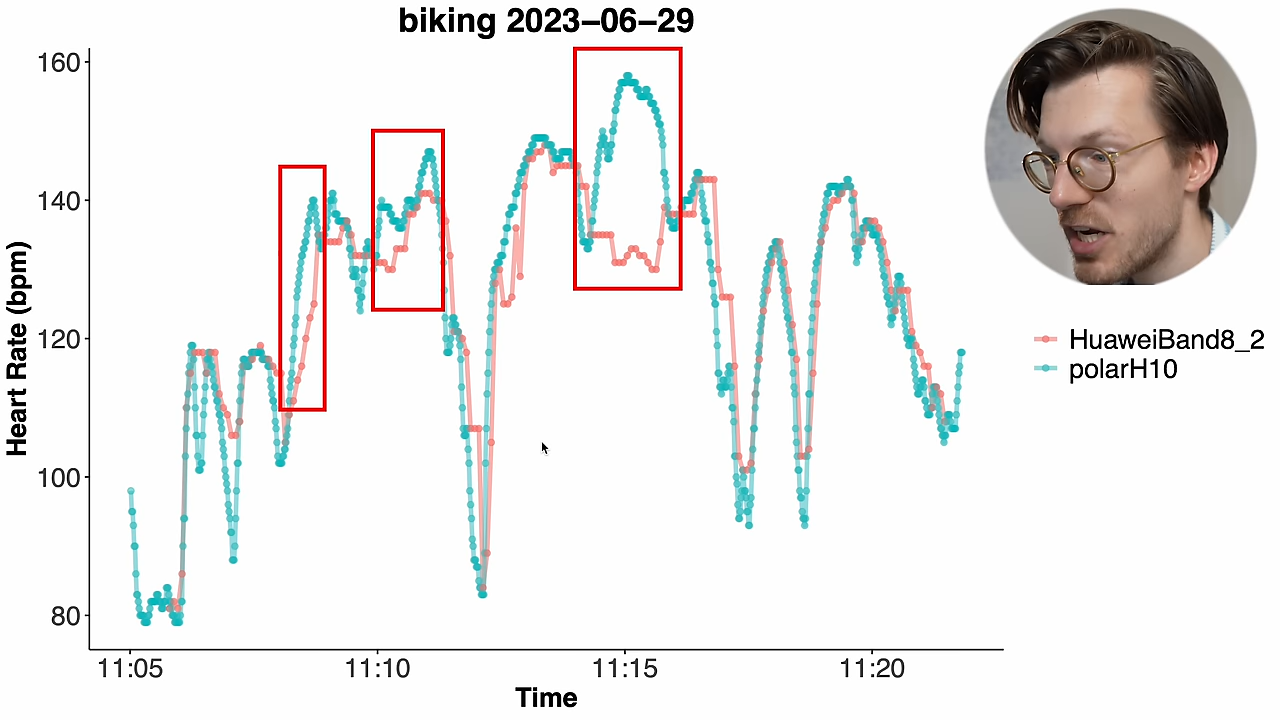 biking 2023–06–29
160
140
120
100
80
Heart Rate (bpm)
11:05
11:10
11:15
11:20
Time
HuaweiBand8_2
polarH10